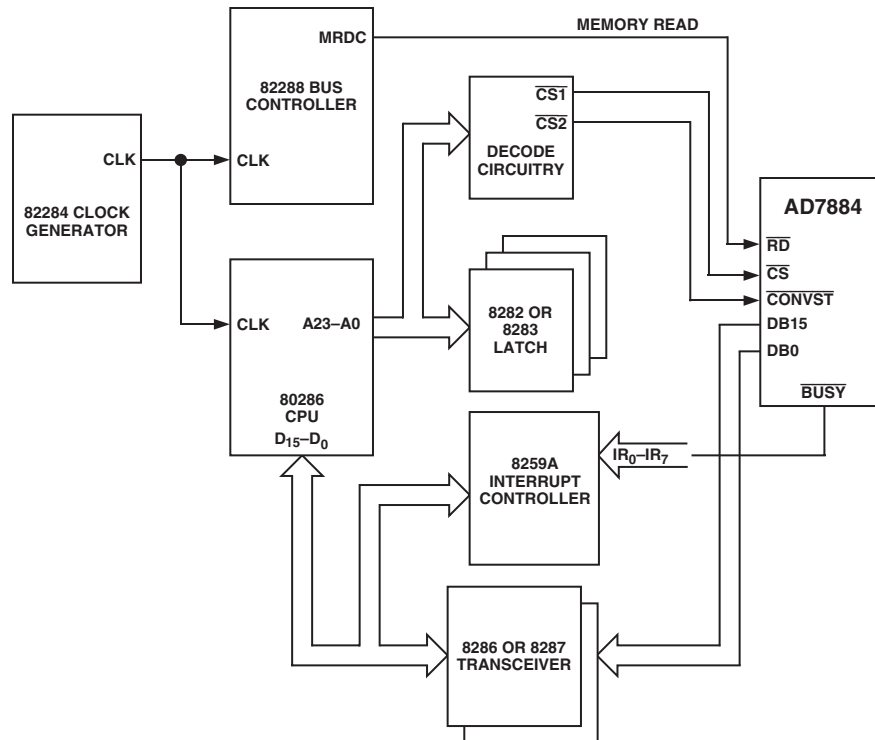 MEMORY READ
MRDC
82288 BUS
CONTROLLER
CLK
CS1
CS2
DECODE
CIRCUITRY
CLK
82284 CLOCK
GENERATOR
AD7884
RD
CS
CONVST
DB15
DB0
BUSY
CLK
A23–A0
80286
CPU
D15–D0
8282 OR
8283
LATCH
8259A
INTERRUPT
CONTROLLER
IR0–IR7
8286 OR 8287
TRANSCEIVER